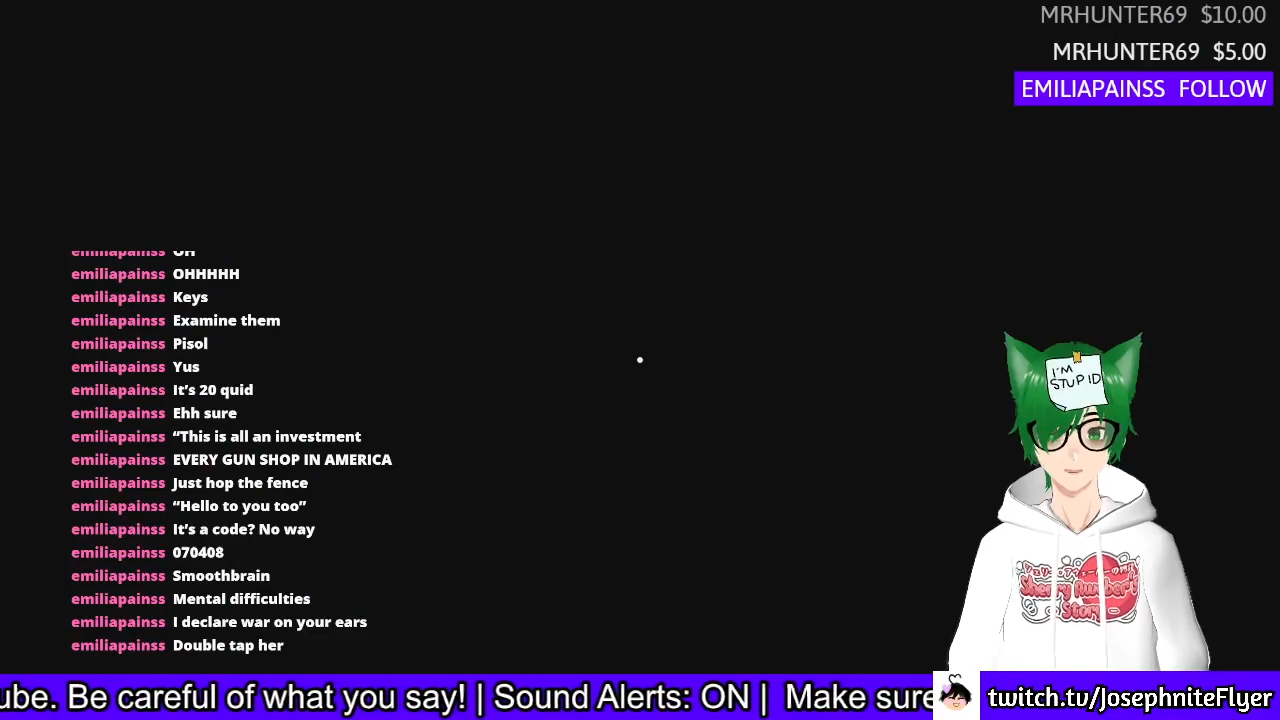 MRHUNTER69 $10.00
MRHUNTER69 $5.00
EMILIAPAINSS FOLLOW
emiliapainss OH
emiliapainss OHHHHH
emiliapainss Keys
emiliapainss Examine them
emiliapainss Pisol
emiliapainss Yus
emiliapainss It’s 20 quid
emiliapainss Ehh sure
emiliapainss “This is all an investment
emiliapainss EVERY GUN SHOP IN AMERICA
emiliapainss Just hop the fence
emiliapainss “Hello to you too”
emiliapainss It’s a code? No way
emiliapainss 070408
emiliapainss Smoothbrain
emiliapainss Mental difficulties
emiliapainss I declare war on your ears
emiliapainss Double tap her
I'M
STUPID
Story
ube. Be careful of what you say! | Sound Alerts: ON | Make sure
twitch.tv/JosephniteFlyer